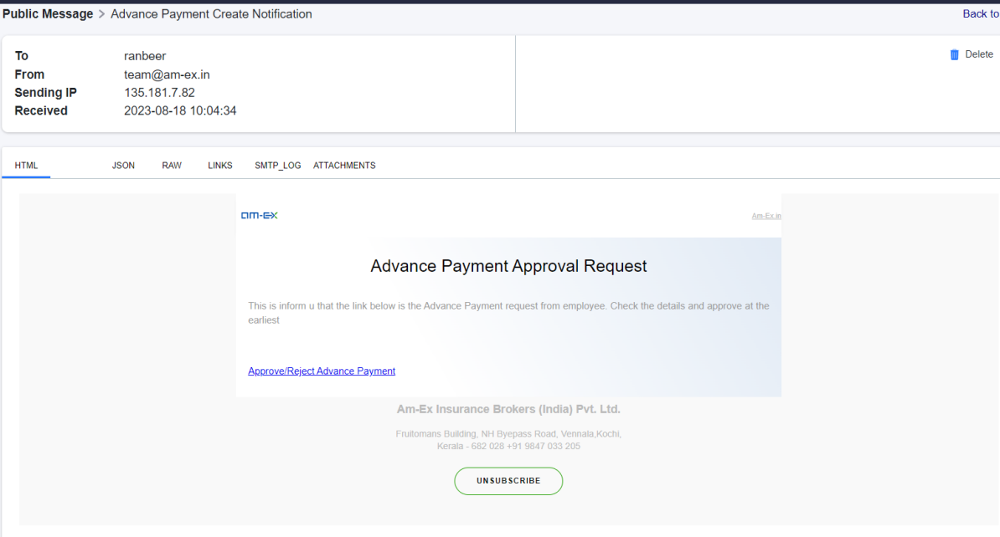 Public Message > Advance Payment Create Notification
Back to
To ranbeer
From team@am-ex.in
Sending IP 135.181.7.82
Received 2023-08-18 10:04:34
Delete
HTML JSON RAW LINKS SMTP_LOG ATTACHMENTS
am-ex
Am-Ex.in
Advance Payment Approval Request
This is inform u that the link below is the Advance Payment request from employee. Check the details and approve at the
earliest
Approve/Reject Advance Payment
Am-Ex Insurance Brokers (India) Pvt. Ltd.
Fruitomans Building, NH Byepass Road, Vennala,Kochi,
Kerala - 682 028 +91 9847 033 205
UNSUBSCRIBE